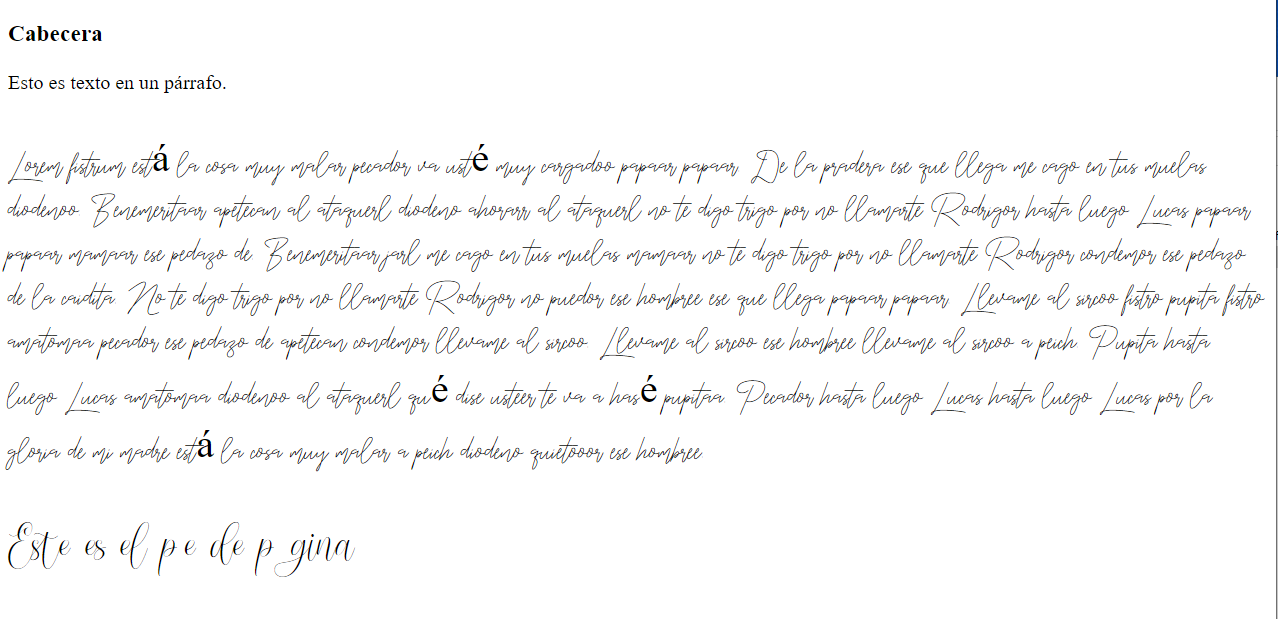 Cabecera
Esto es texto en un párrafo.
Lorem fistrum está la cosa muy malar pecador va usté muy cargadoo papaar papaar De la pradera ese que llega me cago en tus muelas
diodenoo Benemeritaar apetecan al ataquerl diodeno ahorarr al ataquerl no te digo trigo por no llamarte Rodrigor hasta luego Lucas papaar
papaar mamaar ese pedazo de Benemeritaar jarl me cago en tus muelas mamaar no te digo trigo por no llamarte Rodrigor condemor ese pedazo
de la caidita No te digo trigo por no llamarte Rodrigor no puedor ese hombree ese que llega papaar papaar Llevame al sircoo fistro pupita fistro
amatomaa pecador ese pedazo de apetecan condemor llevame al sircoo Llevame al sircoo ese hombree llevame al sircoo a peich Pupita hasta
luego Lucas amatomaa diodenoo al ataquerl qué dise usteer te va a hasé pupitaa Pecador hasta luego Lucas hasta luego Lucas por la
gloria de mi madre está la cosa muy malar a peich diodeno quietooor ese hombree
Este es el p e de p gina